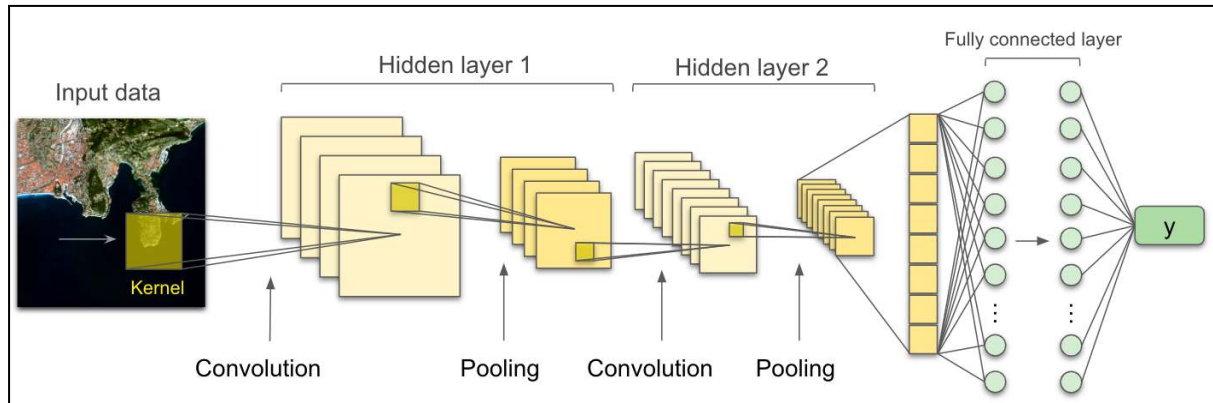 Fully connected layer
Hidden layer 1
Hidden layer 2
Input data
Kernel
y
Convolution
Pooling
Convolution
Pooling